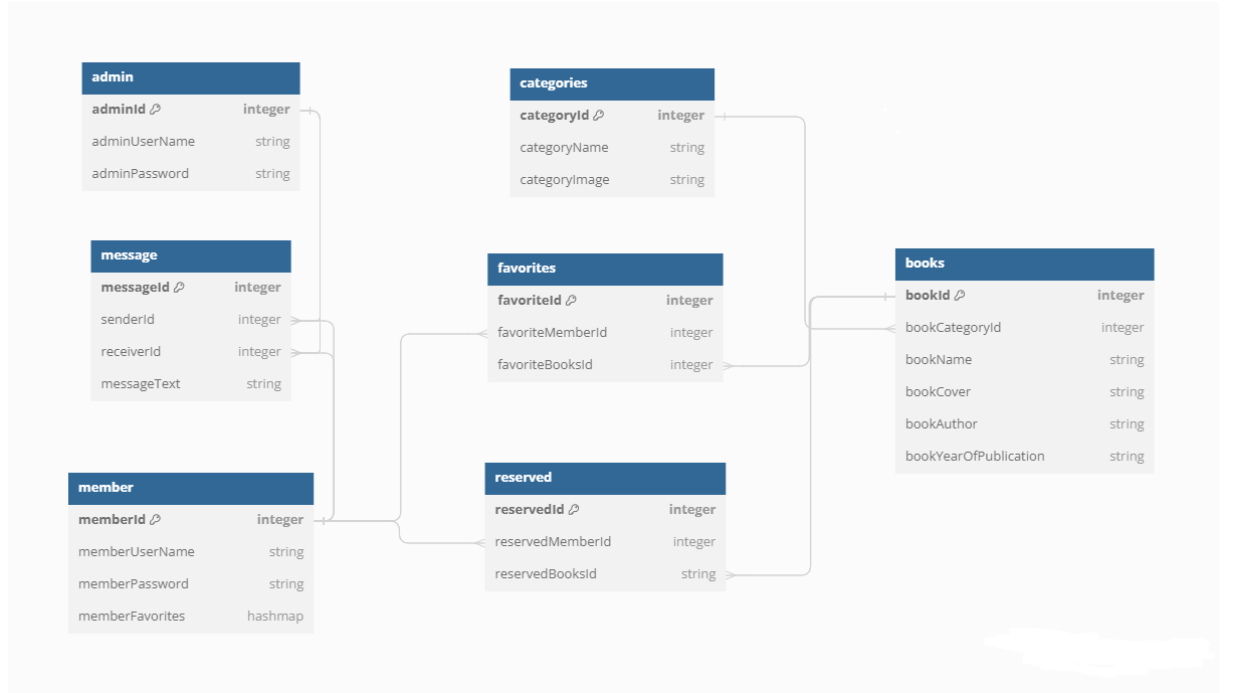 admin
adminId integer
adminUserName string
adminPassword string
categories
categoryId integer
categoryName string
categoryImage string
message
messageId integer
senderId integer
receiverId integer
messageText string
favorites
favoriteId integer
favoriteMemberId integer
favoriteBooksId integer
books
bookId integer
bookCategoryId integer
bookName string
bookCover string
bookAuthor string
bookYearOfPublication string
member
memberId integer
memberUserName string
memberPassword string
memberFavorites hashmap
reserved
reservedId integer
reservedMemberId integer
reservedBooksId string